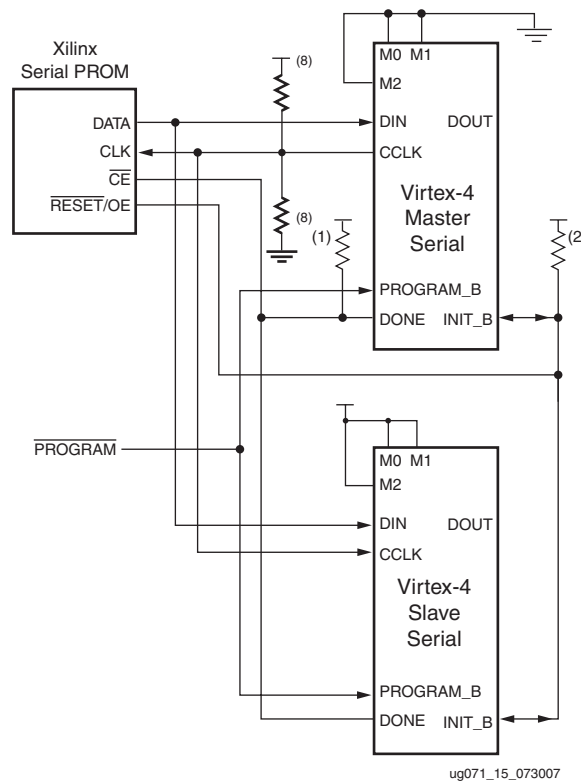 Xilinx
Serial PROM
DATA
CLK
CE
RESET/OE
(8)
(8)
(1)
M0 M1
M2
DIN DOUT
CCLK
Virtex-4
Master
Serial
PROGRAM_B
DONE INIT_B
(2
PROGRAM
M0 M1
M2
DIN DOUT
CCLK
Virtex-4
Slave
Serial
PROGRAM_B
DONE INIT_B
ug071_15_073007